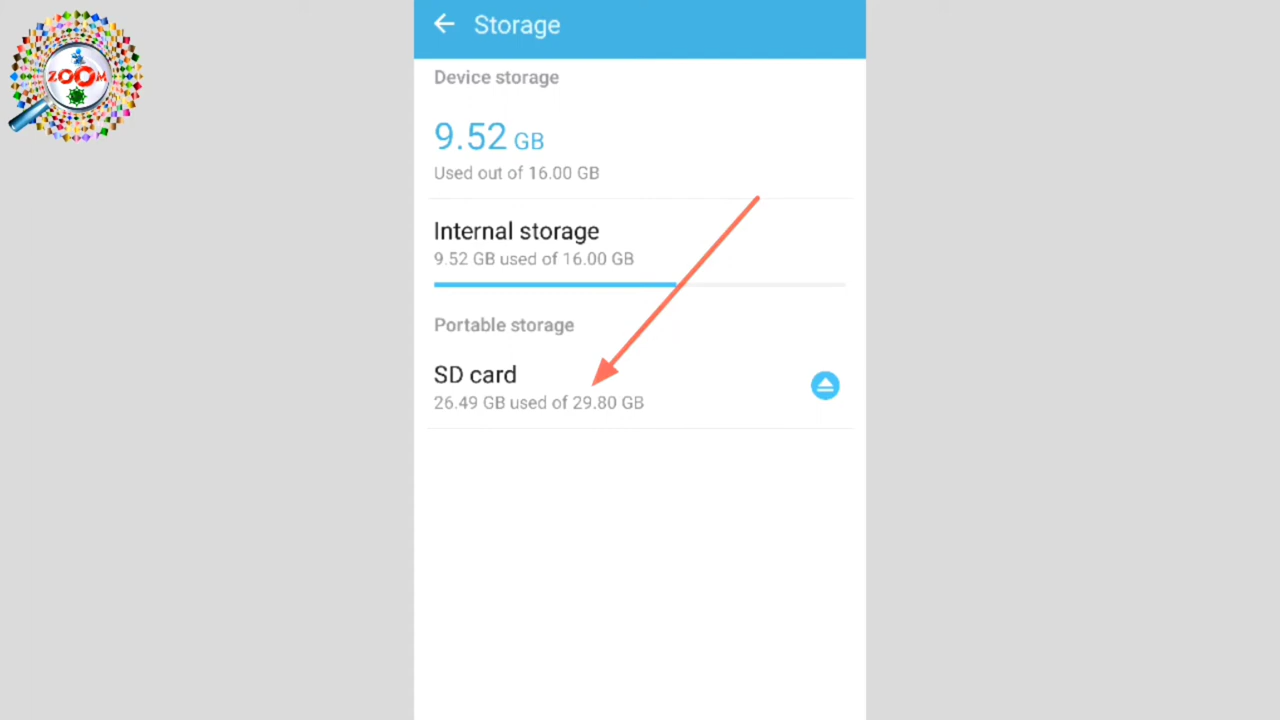 ZOOM
Storage
Device storage
9.52 GB
Used out of 16.00 GB
Internal storage
9.52 GB used of 16.00 GB
Portable storage
SD card
26.49 GB used of 29.80 GB